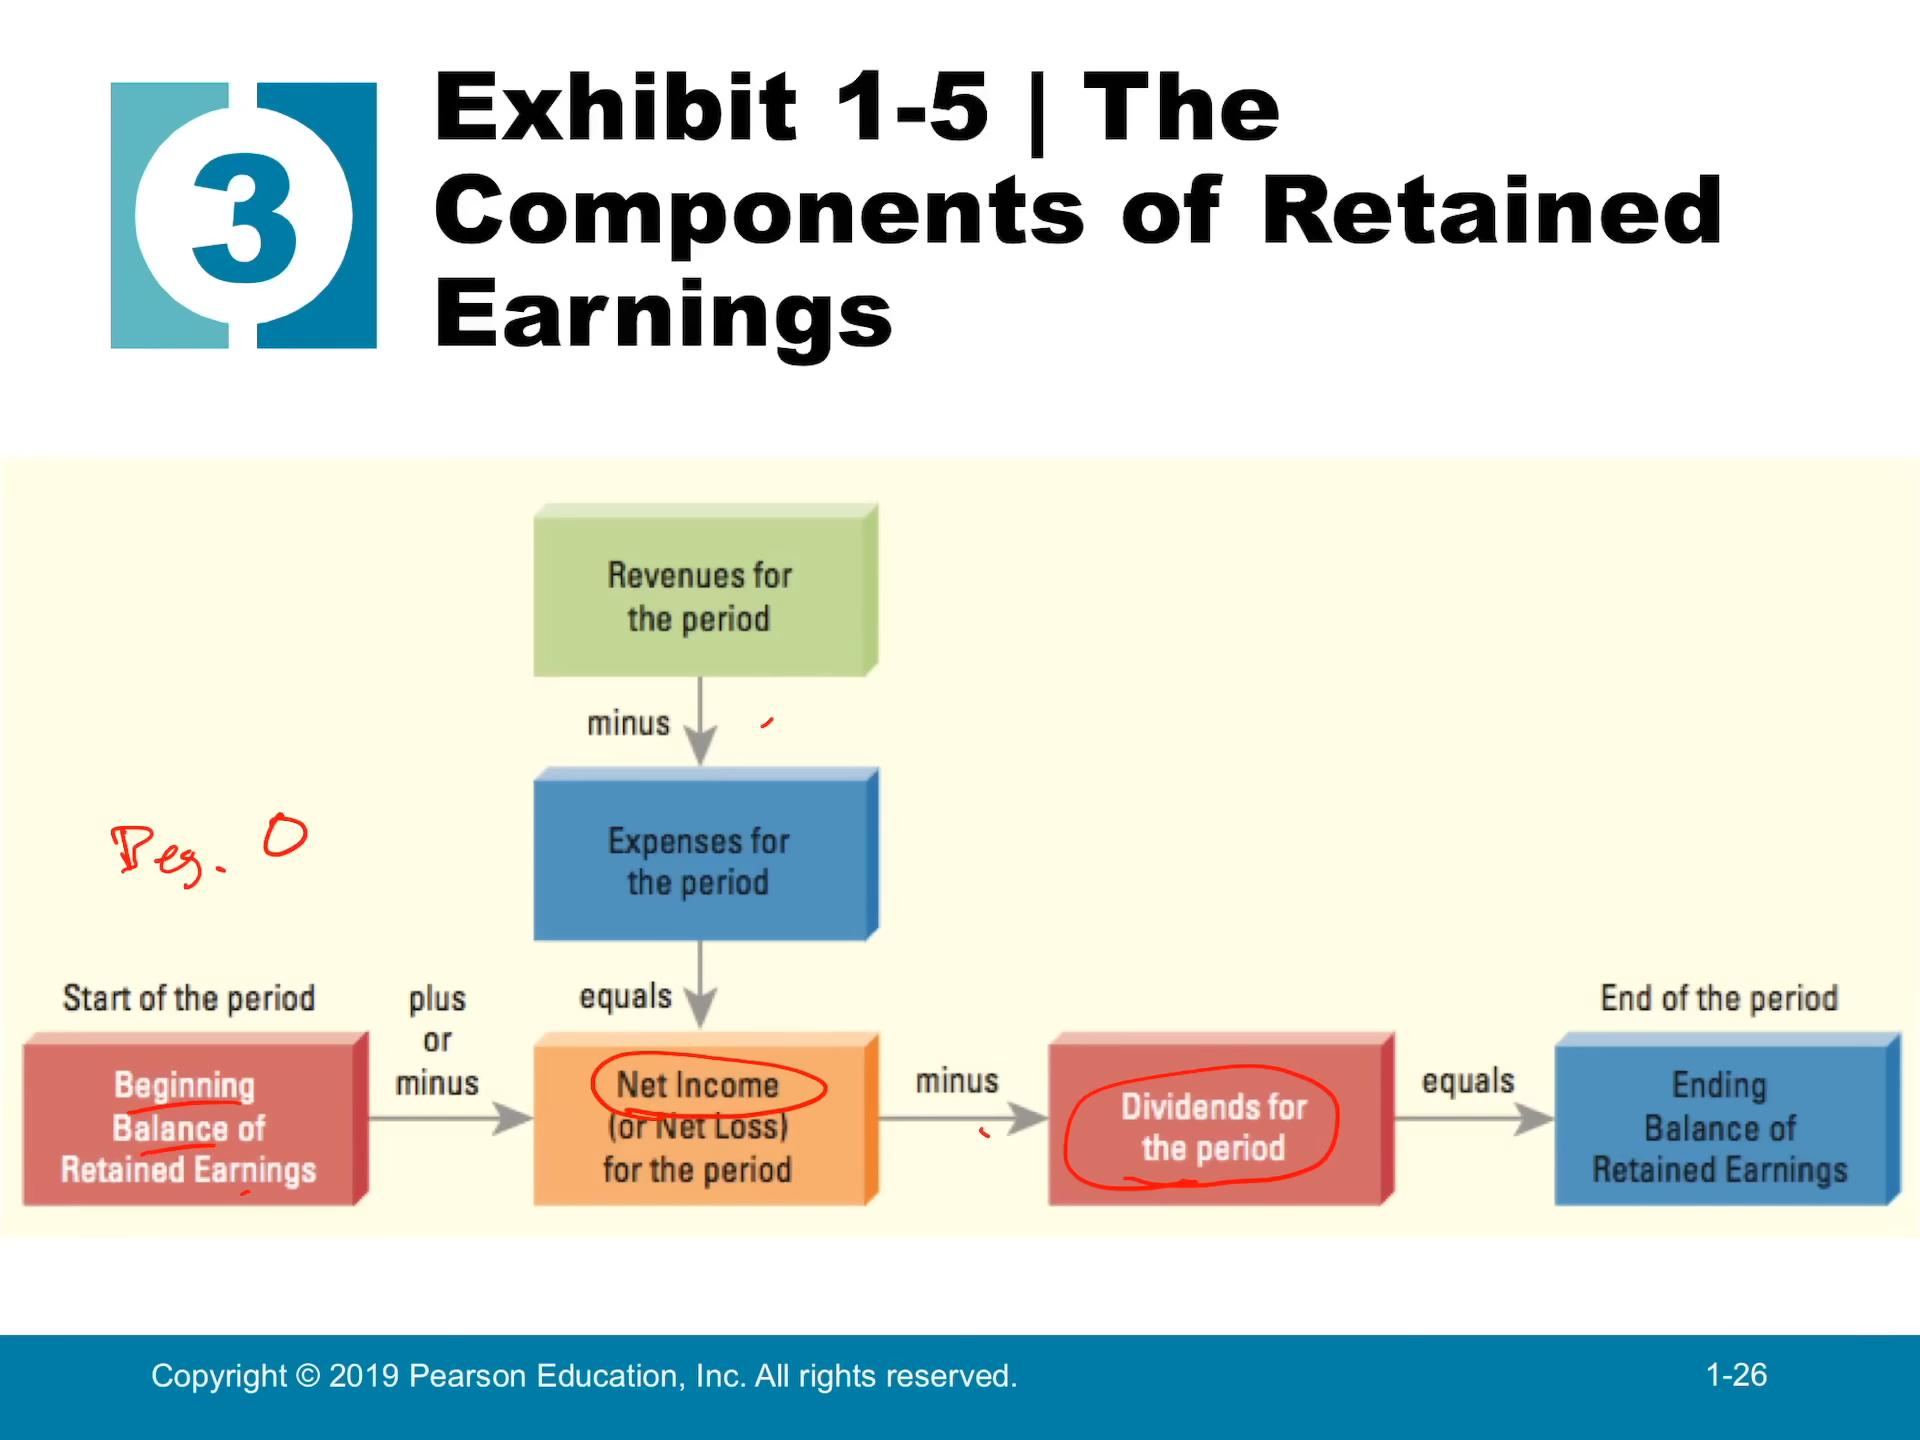 3
Exhibit 1-5 | The
Components of Retained
Earnings
Revenues for
the period
minus
Expenses for
the period
Beg. 0
equals
Start of the period
plus
or
minus
End of the period
Beginning
Balance of
Retained Earnings
Net Income
(or Net Loss)
for the period
minus
Dividends for
the period
equals
Ending
Balance of
Retained Earnings
Copyright © 2019 Pearson Education, Inc. All rights reserved.
1-26